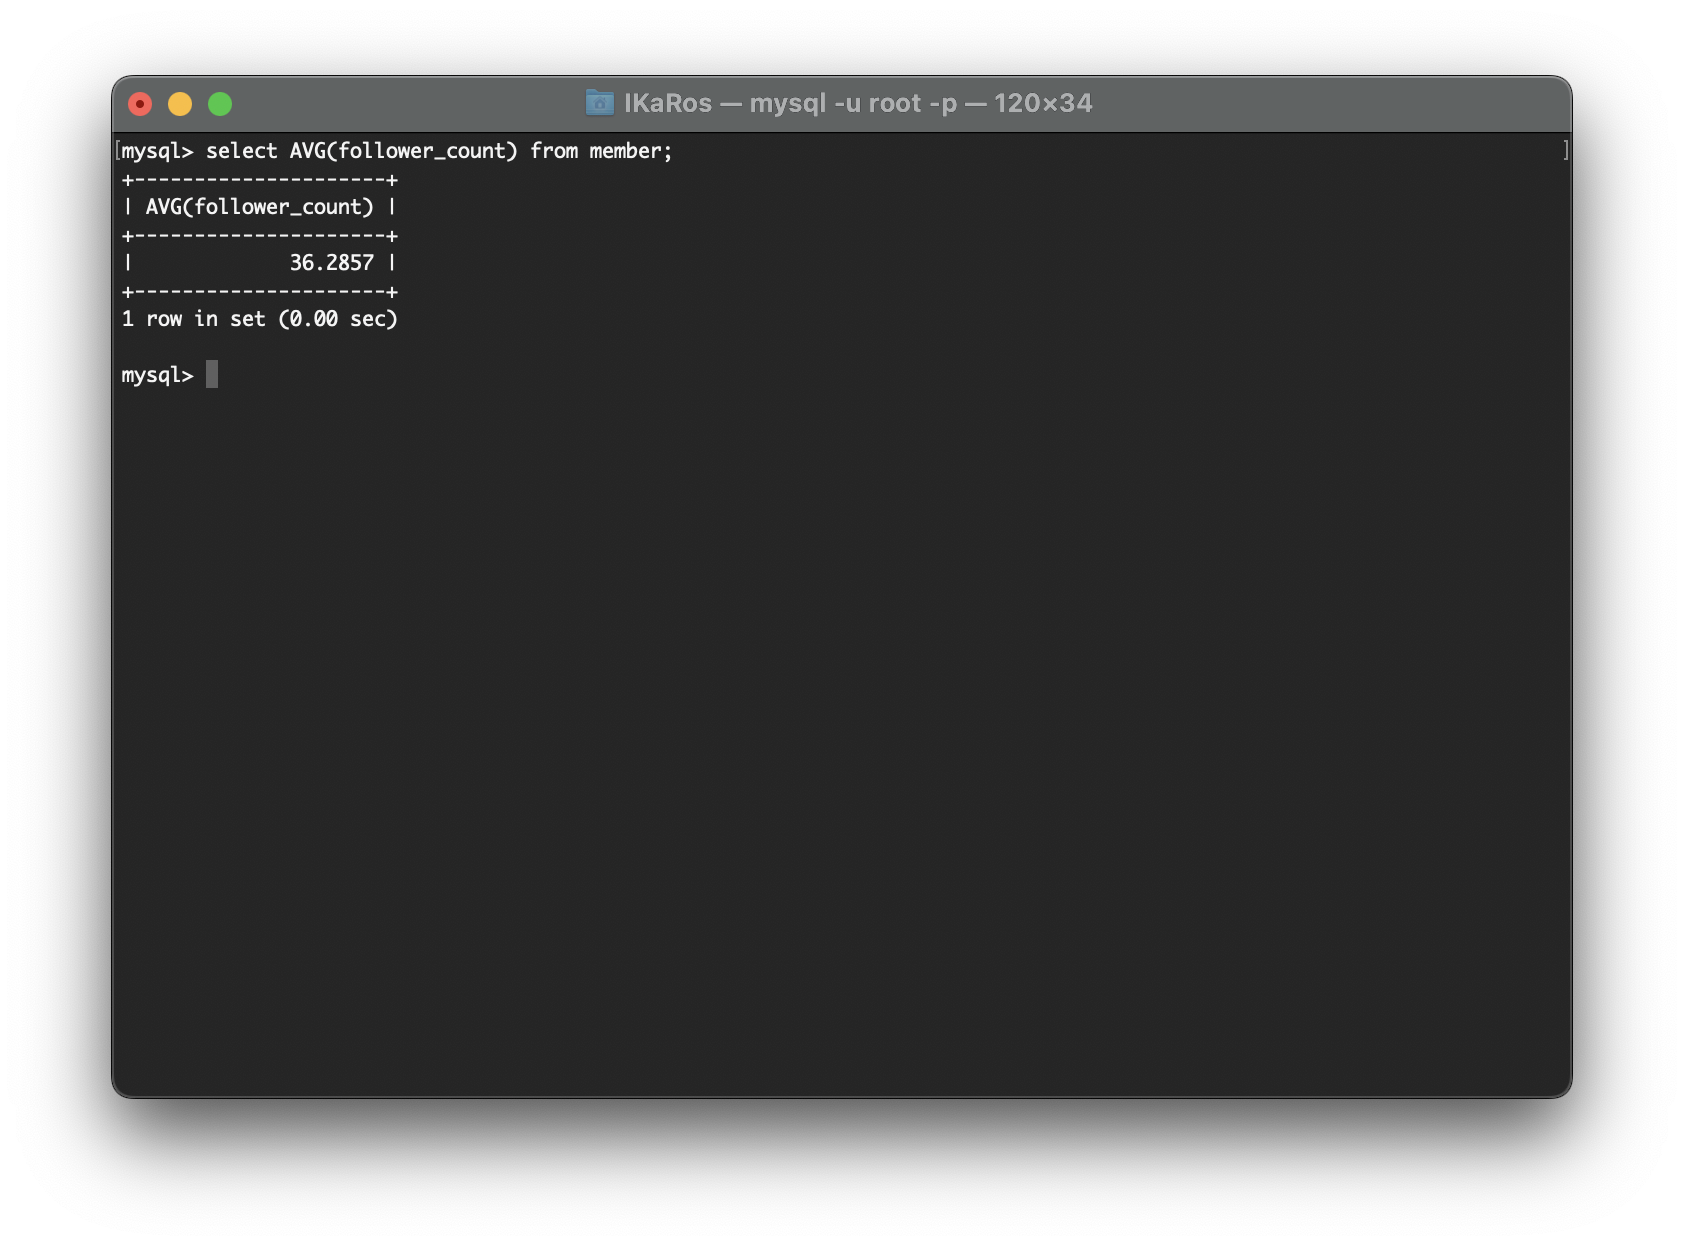 IKaRos — mysql -u root -p — 120×34
[mysql> select AVG(follower_count) from member; ]
+---------------------+
| AVG(follower_count) |
+---------------------+
|             36.2857 |
+---------------------+
1 row in set (0.00 sec)
mysql>